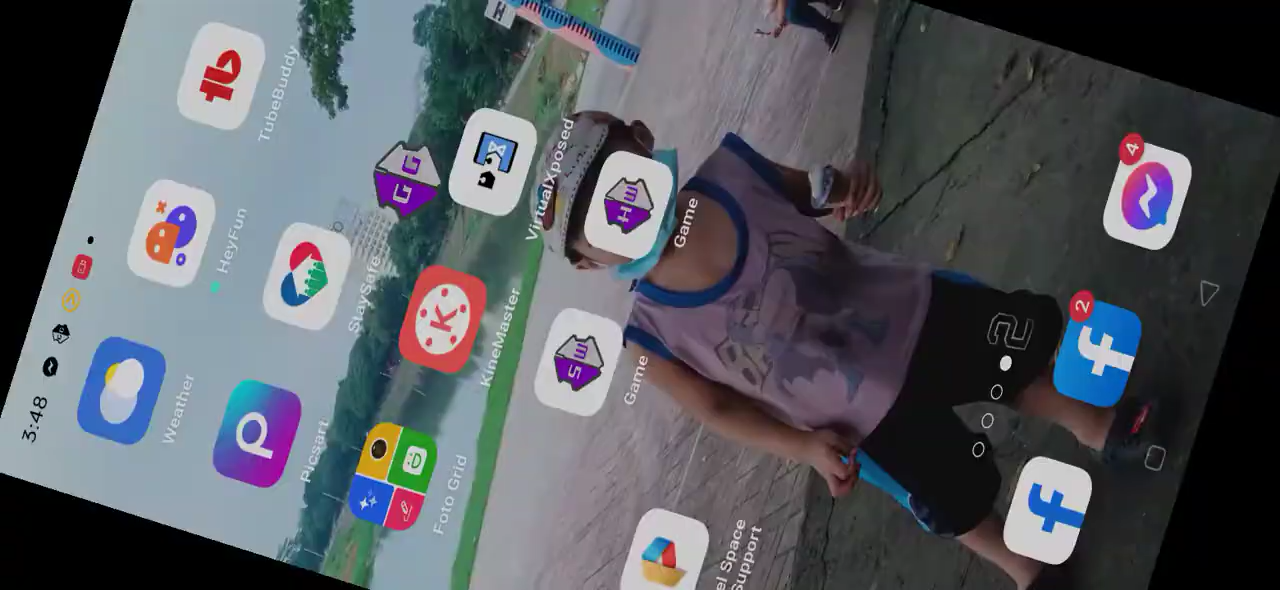 3:48
Weather
HeyFun
TubeBuddy
Picsart
StaySafe
Foto Grid
KineMaster
VirtualXposed
Game
Game
el Space
Support
4
2